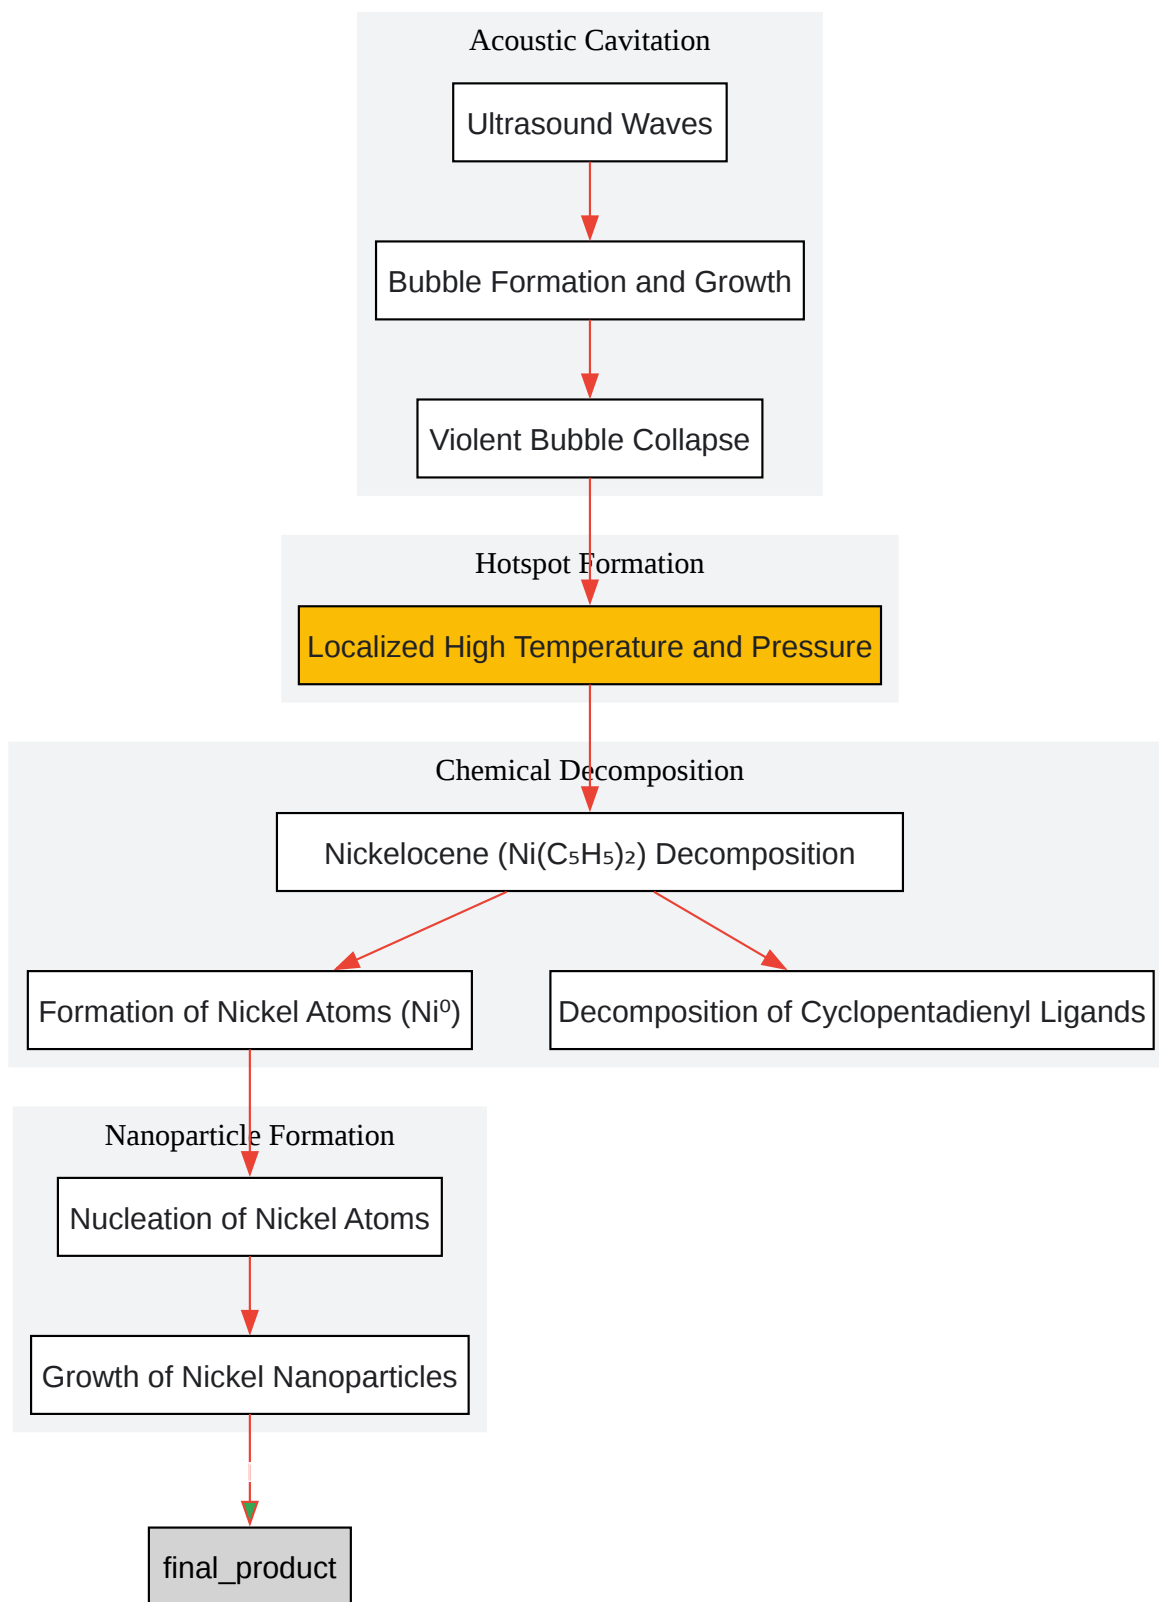 Acoustic Cavitation
Ultrasound Waves
Bubble Formation and Growth
Violent Bubble Collapse
Hotspot Formation
Localized High Temperature and Pressure
Chemical Decomposition
Nickelocene (Ni(C₅H₅)₂) Decomposition
Formation of Nickel Atoms (Ni⁰)
Decomposition of Cyclopentadienyl Ligands
Nanoparticle Formation
Nucleation of Nickel Atoms
Growth of Nickel Nanoparticles
final_product